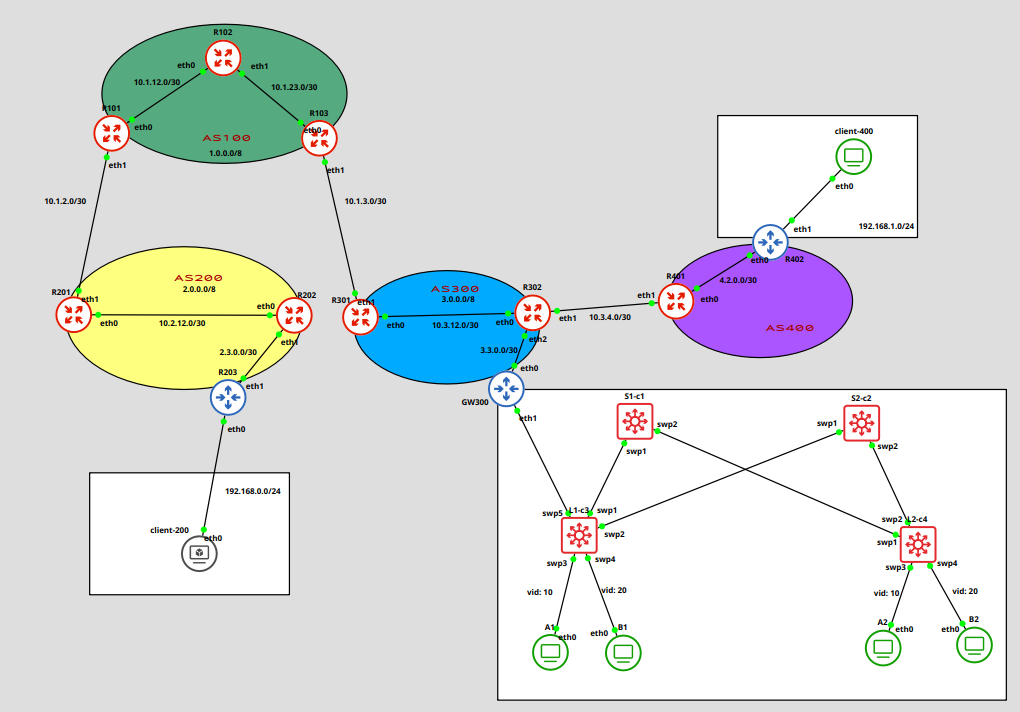 R102
eth0
eth1
10.1.12.0/30
10.1.23.0/30
R101
eth0
R103
eth0
AS100
1.0.0.0/8
eth1
eth1
10.1.2.0/30
10.1.3.0/30
client-400
eth0
eth1
192.168.1.0/24
R402
eth0
4.2.0.0/30
R401
eth1
eth0
AS400
10.3.4.0/30
AS200
2.0.0.0/8
R201
eth1
eth0
10.2.12.0/30
eth0
R202
eth1
2.3.0.0/30
R203
eth1
eth0
192.168.0.0/24
client-200
eth0
AS300
3.0.0.0/8
R301
eth1
eth0
10.3.12.0/30
R302
eth0
eth1
eth2
3.3.0.0/30
eth0
GW300
eth1
S1-c1
swp2
swp1
S2-c2
swp1
swp2
swp5
L1-c3
swp1
swp2
swp3
swp4
vid: 10
vid: 20
A1
eth0
eth0
B1
swp2
L2-c4
swp1
swp3
swp4
vid: 10
vid: 20
A2
eth0
eth0
B2